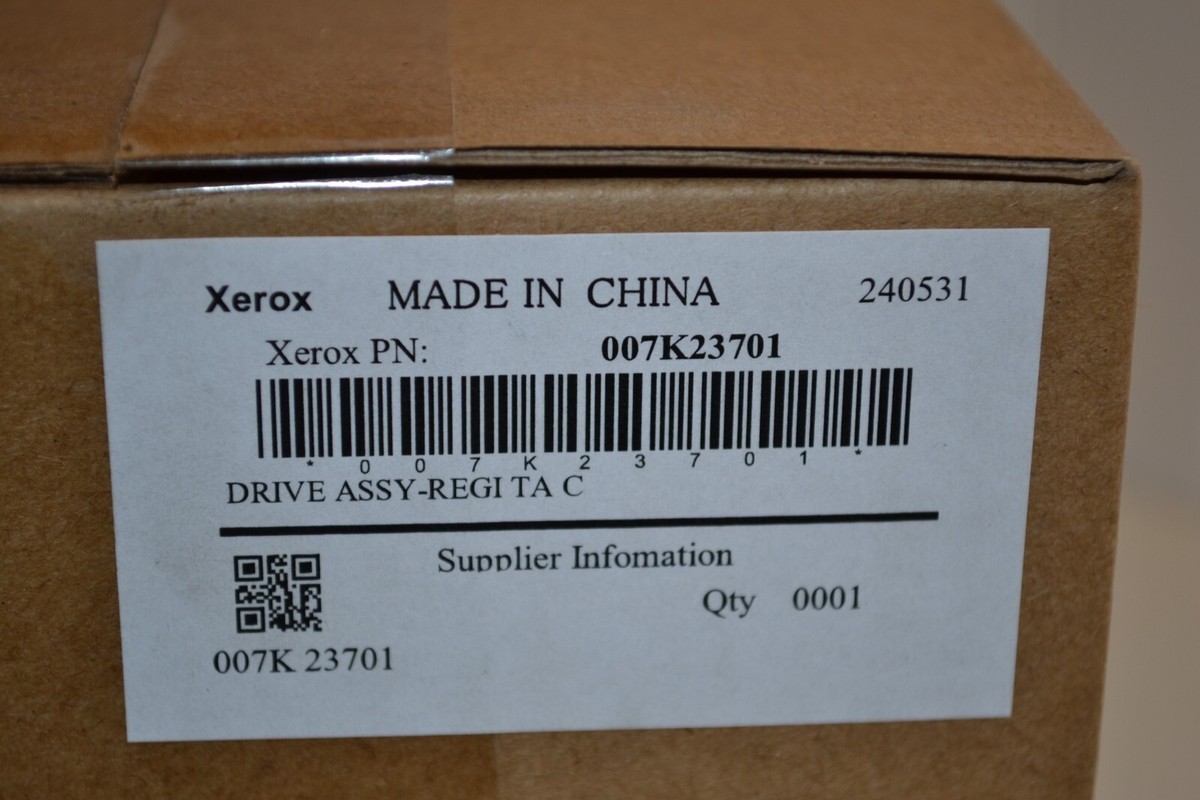 Xerox MADE IN CHINA 240531
Xerox PN: 007K23701
*007K23701*
DRIVE ASSY-REGI TA C
Supplier Infomation
Qty 0001
007K 23701